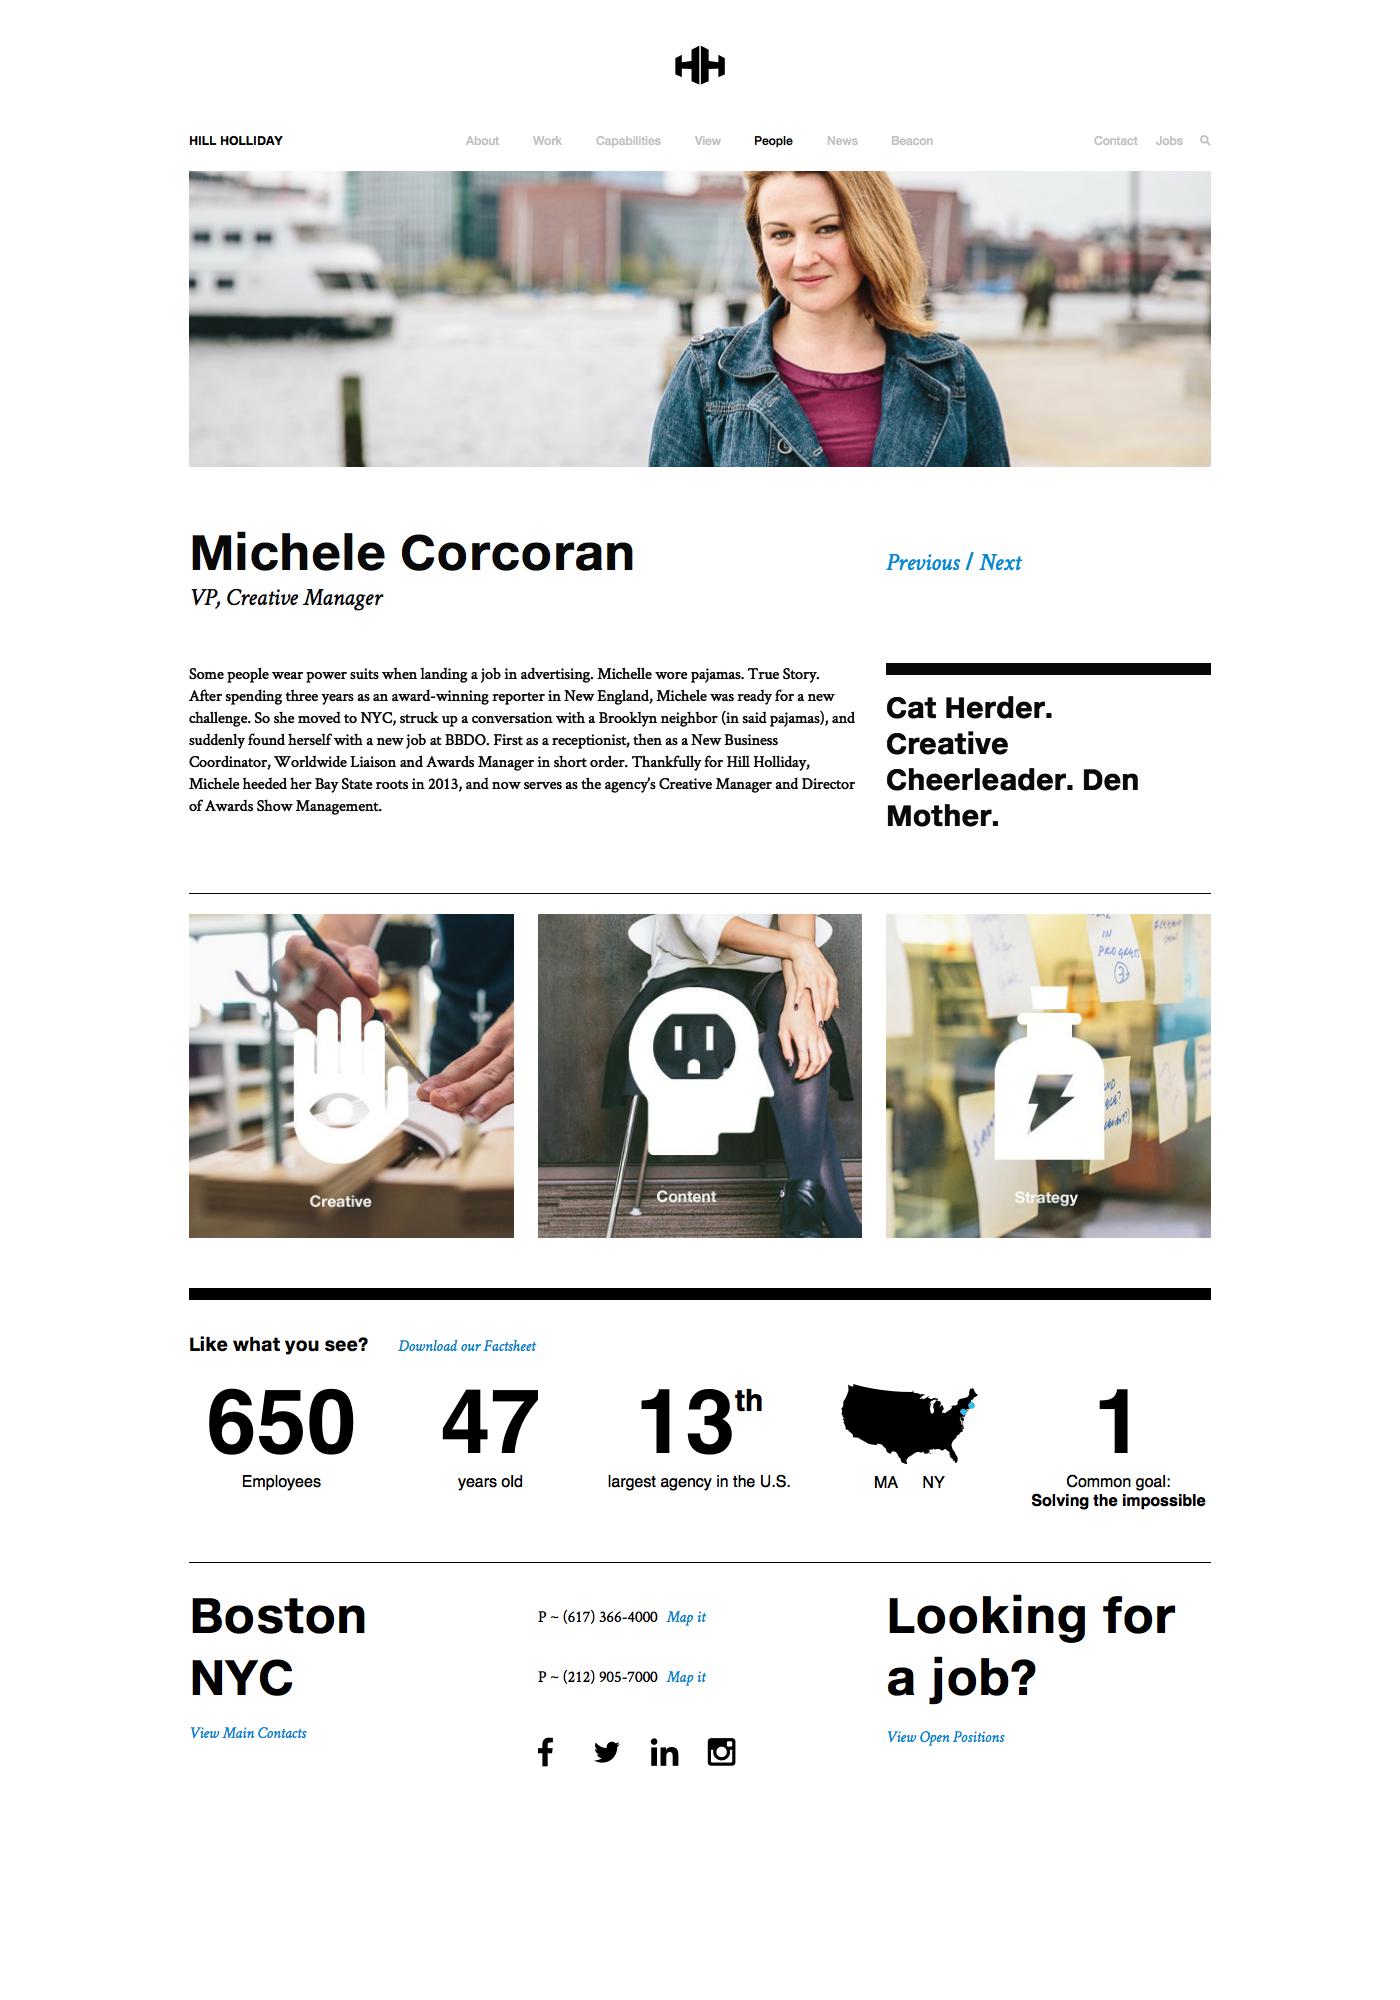 HILL HOLLIDAY
About Work Capabilities View People News Beacon
Contact Jobs
Michele Corcoran
VP, Creative Manager
Previous / Next
Some people wear power suits when landing a job in advertising. Michelle wore pajamas. True Story.
After spending three years as an award-winning reporter in New England, Michele was ready for a new
challenge. So she moved to NYC, struck up a conversation with a Brooklyn neighbor (in said pajamas), and
suddenly found herself with a new job at BBDO. First as a receptionist, then as a New Business
Coordinator, Worldwide Liaison and Awards Manager in short order. Thankfully for Hill Holliday,
Michele heeded her Bay State roots in 2013, and now serves as the agency's Creative Manager and Director
of Awards Show Management.
Cat Herder.
Creative
Cheerleader. Den
Mother.
Creative
Content
IN
PROGRESS
3
Strategy
Like what you see? Download our Factsheet
650
Employees
47
years old
13th
largest agency in the U.S.
MA NY
1
Common goal:
Solving the impossible
Boston
NYC
View Main Contacts
P ~ (617) 366-4000 Map it
P ~ (212) 905-7000 Map it
Looking for
a job?
View Open Positions